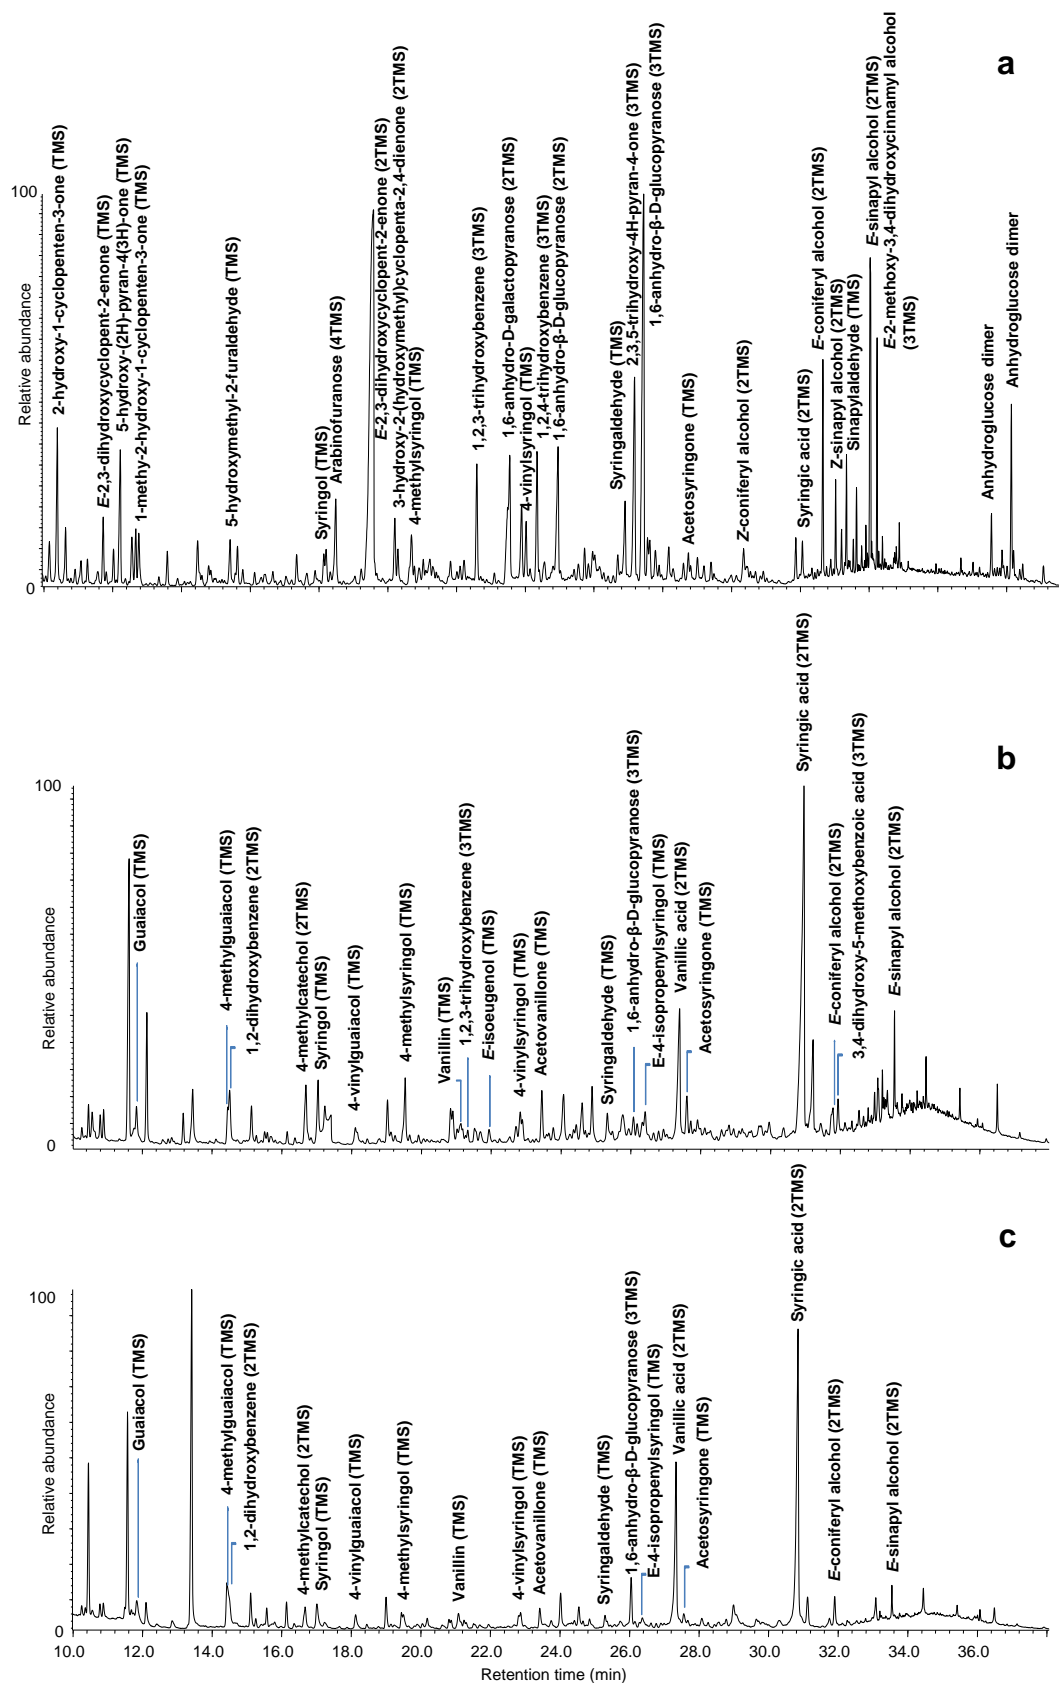 a
100
Relative abundance
0
2-hydroxy-1-cyclopenten-3-one (TMS)
E-2,3-dihydroxycyclopent-2-enone (TMS)
5-hydroxy-(2H)-pyran-4(3H)-one (TMS)
1-methy-2-hydroxy-1-cyclopenten-3-one (TMS)
5-hydroxymethyl-2-furaldehyde (TMS)
Syringol (TMS)
Arabinofuranose (4TMS)
E-2,3-dihydroxycyclopent-2-enone (2TMS)
3-hydroxy-2-(hydroxymethyl)cyclopenta-2,4-dienone (2TMS)
4-methylsyringol (TMS)
1,2,3-trihydroxybenzene (3TMS)
1,6-anhydro-D-galactopyranose (2TMS)
4-vinylsyringol (TMS)
1,2,4-trihydroxybenzene (3TMS)
1,6-anhydro-β-D-glucopyranose (2TMS)
Syringaldehyde (TMS)
2,3,5-trihydroxy-4H-pyran-4-one (3TMS)
1,6-anhydro-β-D-glucopyranose (3TMS)
Acetosyringone (TMS)
Z-coniferyl alcohol (2TMS)
Syringic acid (2TMS)
E-coniferyl alcohol (2TMS)
Z-sinapyl alcohol (2TMS)
Sinapylaldehyde (TMS)
E-sinapyl alcohol (2TMS)
E-2-methoxy-3,4-dihydroxycinnamyl alcohol
(3TMS)
Anhydroglucose dimer
Anhydroglucose dimer
b
100
Relative abundance
0
Guaiacol (TMS)
4-methylguaiacol (TMS)
1,2-dihydroxybenzene (2TMS)
4-methylcatechol (2TMS)
Syringol (TMS)
4-vinylguaiacol (TMS)
4-methylsyringol (TMS)
Vanillin (TMS)
1,2,3-trihydroxybenzene (3TMS)
E-isoeugenol (TMS)
4-vinylsyringol (TMS)
Acetovanillone (TMS)
Syringaldehyde (TMS)
1,6-anhydro-β-D-glucopyranose (3TMS)
E-4-isopropenylsyringol (TMS)
Vanillic acid (2TMS)
Acetosyringone (TMS)
Syringic acid (2TMS)
E-coniferyl alcohol (2TMS)
3,4-dihydroxy-5-methoxybenzoic acid (3TMS)
E-sinapyl alcohol (2TMS)
c
100
Relative abundance
0
Guaiacol (TMS)
4-methylguaiacol (TMS)
1,2-dihydroxybenzene (2TMS)
4-methylcatechol (2TMS)
Syringol (TMS)
4-vinylguaiacol (TMS)
4-methylsyringol (TMS)
Vanillin (TMS)
4-vinylsyringol (TMS)
Acetovanillone (TMS)
Syringaldehyde (TMS)
1,6-anhydro-β-D-glucopyranose (3TMS)
E-4-isopropenylsyringol (TMS)
Vanillic acid (2TMS)
Acetosyringone (TMS)
Syringic acid (2TMS)
E-coniferyl alcohol (2TMS)
E-sinapyl alcohol (2TMS)
10.0 12.0 14.0 16.0 18.0 20.0 22.0 24.0 26.0 28.0 30.0 32.0 34.0 36.0
Retention time (min)